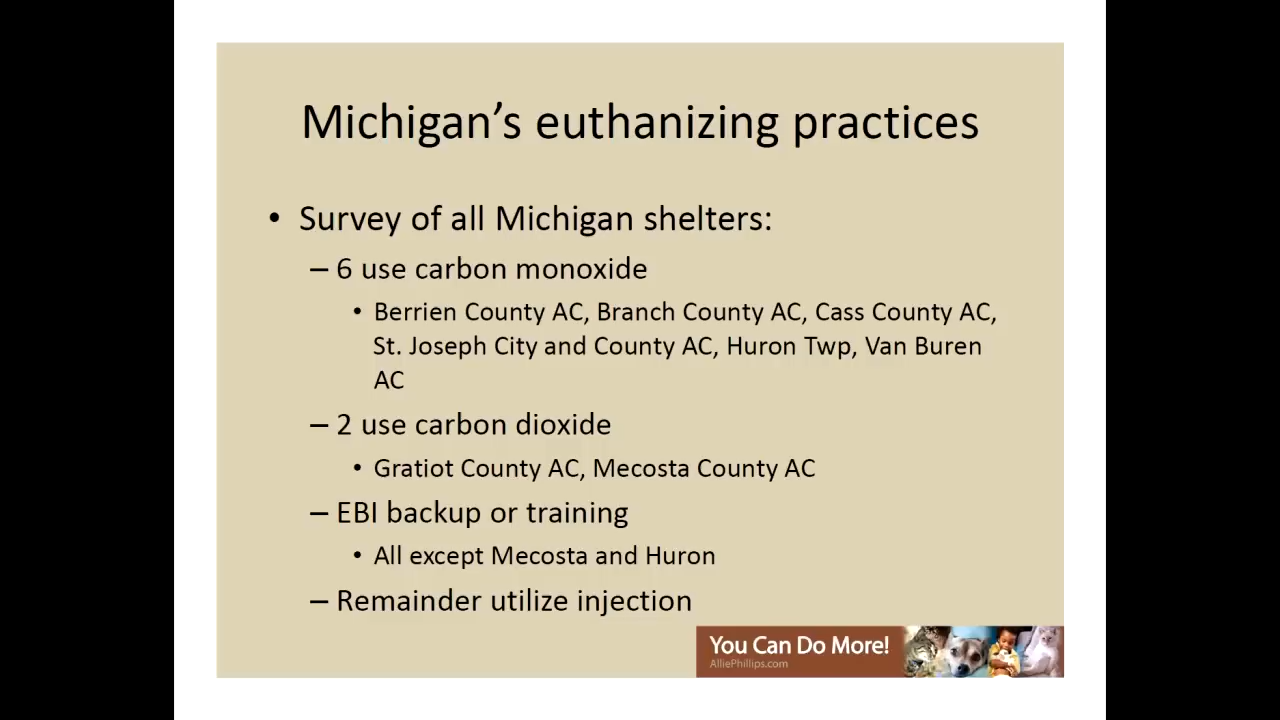 Michigan’s euthanizing practices
• Survey of all Michigan shelters:
– 6 use carbon monoxide
• Berrien County AC, Branch County AC, Cass County AC,
St. Joseph City and County AC, Huron Twp, Van Buren
AC
– 2 use carbon dioxide
• Gratiot County AC, Mecosta County AC
– EBI backup or training
• All except Mecosta and Huron
– Remainder utilize injection
You Can Do More!
AlliePhillips.com